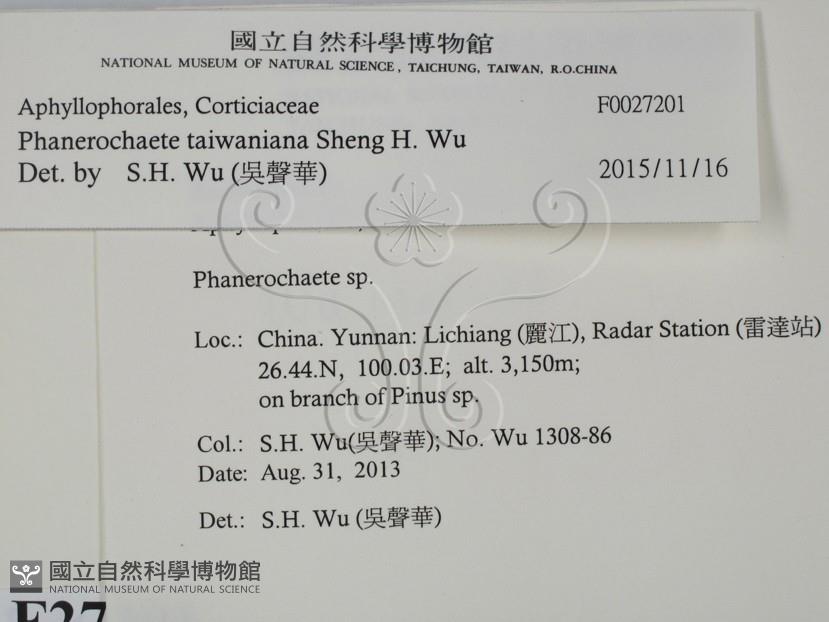 國立自然科學博物館
NATIONAL MUSEUM OF NATURAL SCIENCE, TAICHUNG, TAIWAN, R.O.CHINA
Aphyllophorales, Corticiaceae F0027201
Phanerochaete taiwaniana Sheng H. Wu
Det. by S.H. Wu (吳聲華) 2015/11/16
Phanerochaete sp.
Loc.: China. Yunnan: Lichiang (麗江), Radar Station (雷達站)
26.44.N, 100.03.E; alt. 3,150m;
on branch of Pinus sp.
Col.: S.H. Wu(吳聲華); No. Wu 1308-86
Date: Aug. 31, 2013
Det.: S.H. Wu (吳聲華)
國立自然科學博物館
NATIONAL MUSEUM OF NATURAL SCIENCE
F27